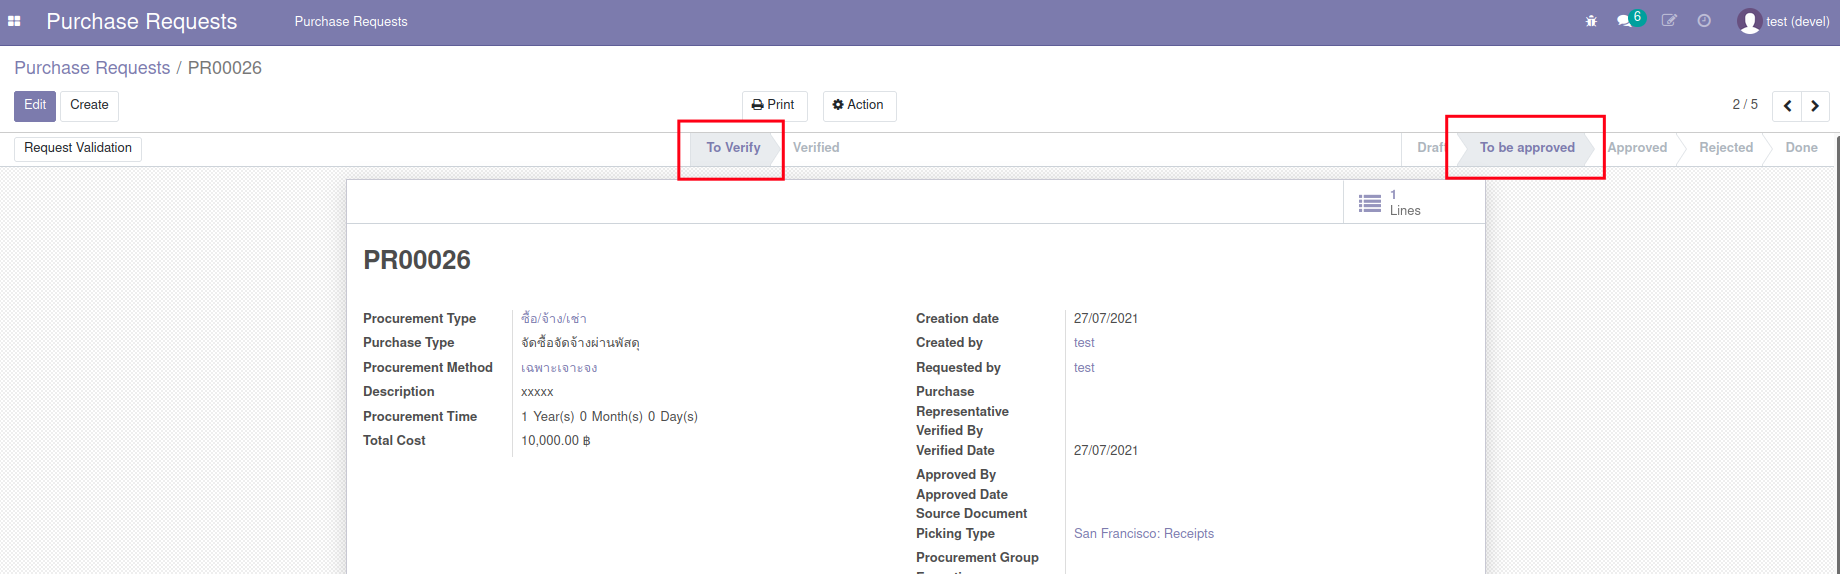 Purchase Requests Purchase Requests 6 test (devel)
Purchase Requests / PR00026
Edit Create Print Action 2 / 5
Request Validation To Verify Verified Draft To be approved Approved Rejected Done
1
Lines
PR00026
Procurement Type ซื้อ/จ้าง/เช่า
Purchase Type จัดซื้อจัดจ้างผ่านพัสดุ
Procurement Method เฉพาะเจาะจง
Description xxxxx
Procurement Time 1 Year(s) 0 Month(s) 0 Day(s)
Total Cost 10,000.00 ฿
Creation date 27/07/2021
Created by test
Requested by test
Purchase
Representative
Verified By
Verified Date 27/07/2021
Approved By
Approved Date
Source Document
Picking Type San Francisco: Receipts
Procurement Group